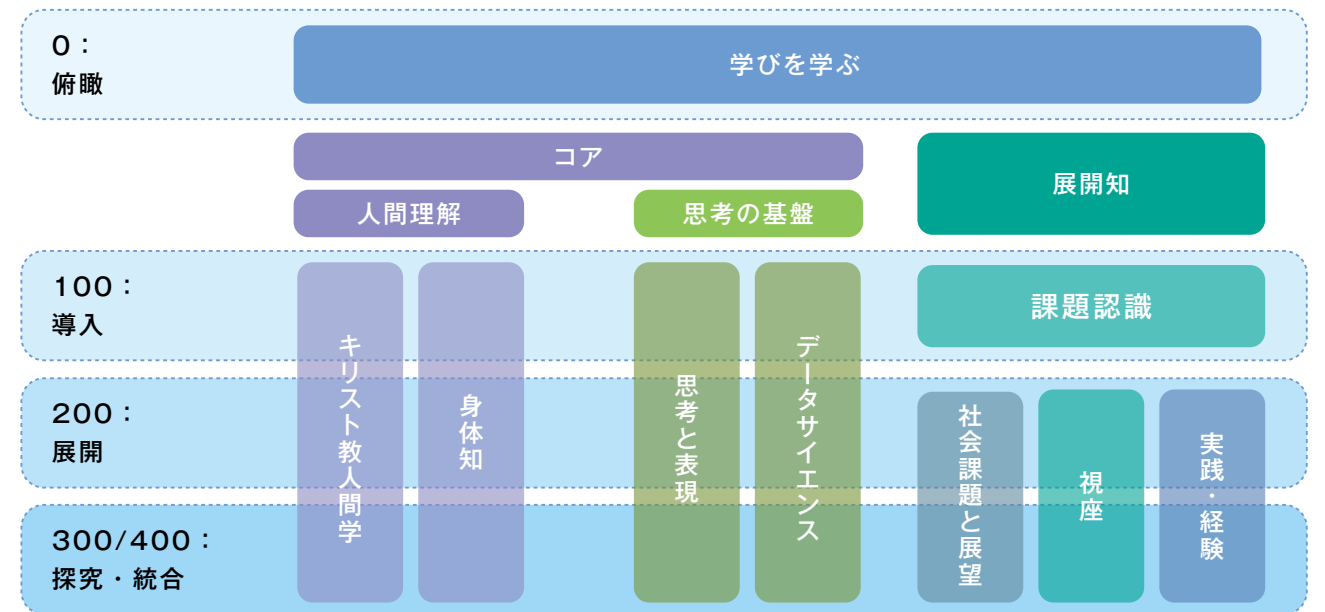 0：
俯瞰
学びを学ぶ
コア
展開知
人間理解
思考の基盤
100：
導入
課題認識
キリスト教人間学
身体知
思考と表現
データサイエンス
200：
展開
社会課題と展望
視座
実践・経験
300/400：
探究・統合